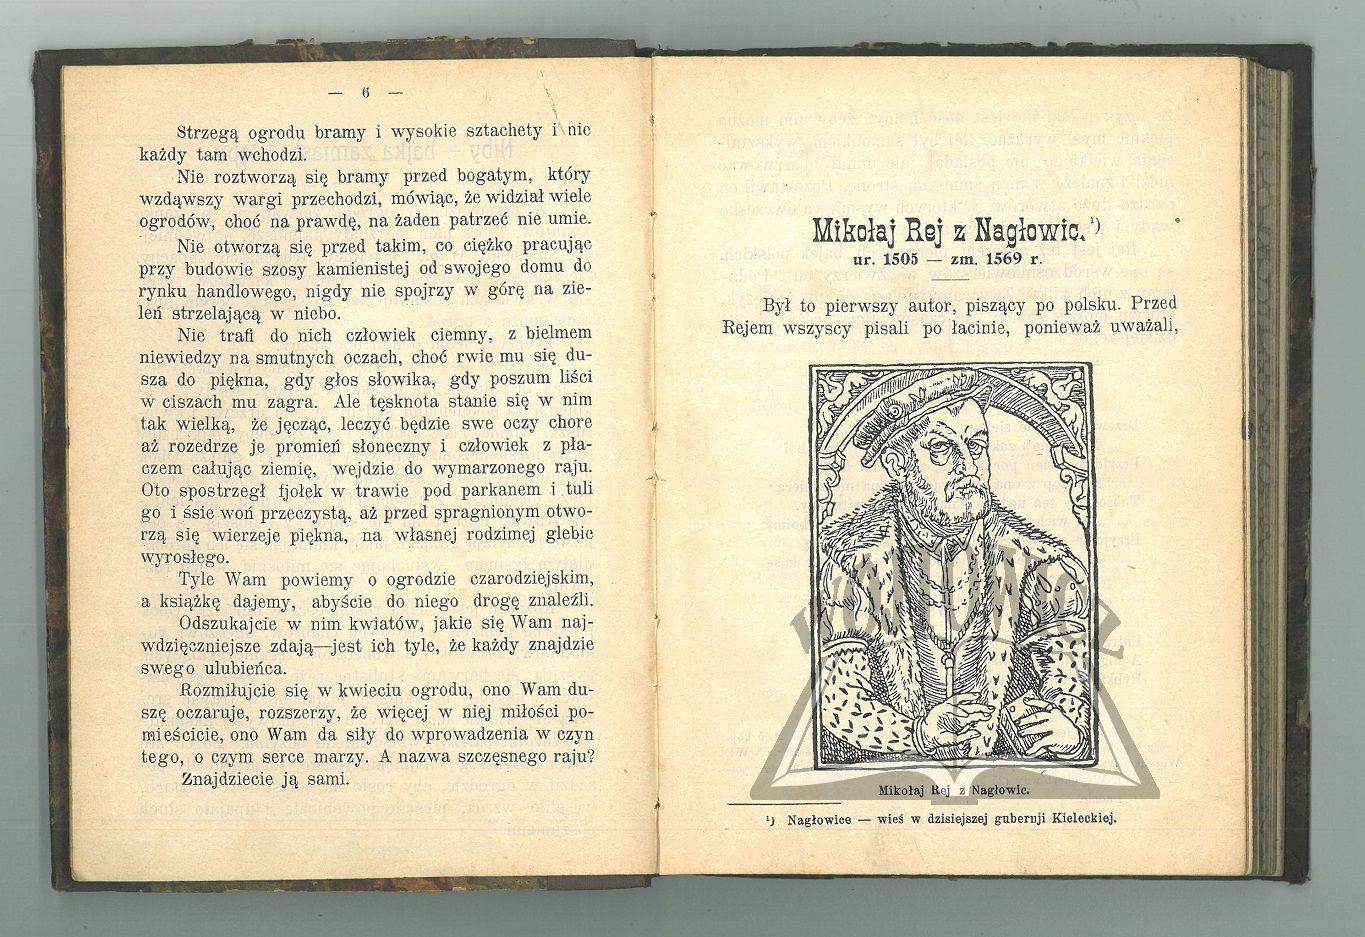 — 6 —
Strzegą ogrodu bramy i wysokie sztachety i nie
każdy tam wchodzi.
Nie roztworzą się bramy przed bogatym, który
wzdąwszy wargi przechodzi, mówiąc, że widział wiele
ogrodów, choć na prawdę, na żaden patrzeć nie umie.
Nie otworzą się przed takim, co ciężko pracując
przy budowie szosy kamienistej od swojego domu do
rynku handlowego, nigdy nie spojrzy w górę na zie-
leń strzelającą w niebo.
Nie trafi do nich człowiek ciemny, z bielmem
niewiedzy na smutnych oczach, choć rwie mu się du-
sza do piękna, gdy głos słowika, gdy poszum liści
w ciszach mu zagra. Ale tęsknota stanie się w nim
tak wielką, że jęcząc, leczyć będzie swe oczy chore
aż rozedrze je promień słoneczny i człowiek z pła-
czem całując ziemię, wejdzie do wymarzonego raju.
Oto spostrzegł fjołek w trawie pod parkanem i tuli
go i śsie woń przeczystą, aż przed spragnionym otwo-
rzą się wierzeje piękna, na własnej rodzimej glebie
wyrosłego.
Tyle Wam powiemy o ogrodzie czarodziejskim,
a książkę dajemy, abyście do niego drogę znaleźli.
Odszukajcie w nim kwiatów, jakie się Wam naj-
wdzięczniejsze zdają—jest ich tyle, że każdy znajdzie
swego ulubieńca.
Rozmiłujcie się w kwieciu ogrodu, ono Wam du-
szę oczaruje, rozszerzy, że więcej w niej miłości po-
mieścicie, ono Wam da siły do wprowadzenia w czyn
tego, o czym serce marzy. A nazwa szczęsnego raju?
Znajdziecie ją sami.
Mikołaj Rej z Nagłowic.¹)
ur. 1505 — zm. 1569 r.
Był to pierwszy autor, piszący po polsku. Przed
Rejem wszyscy pisali po łacinie, ponieważ uważali,
Mikołaj Rej z Nagłowic.
¹) Nagłowice — wieś w dzisiejszej gubernji Kieleckiej.